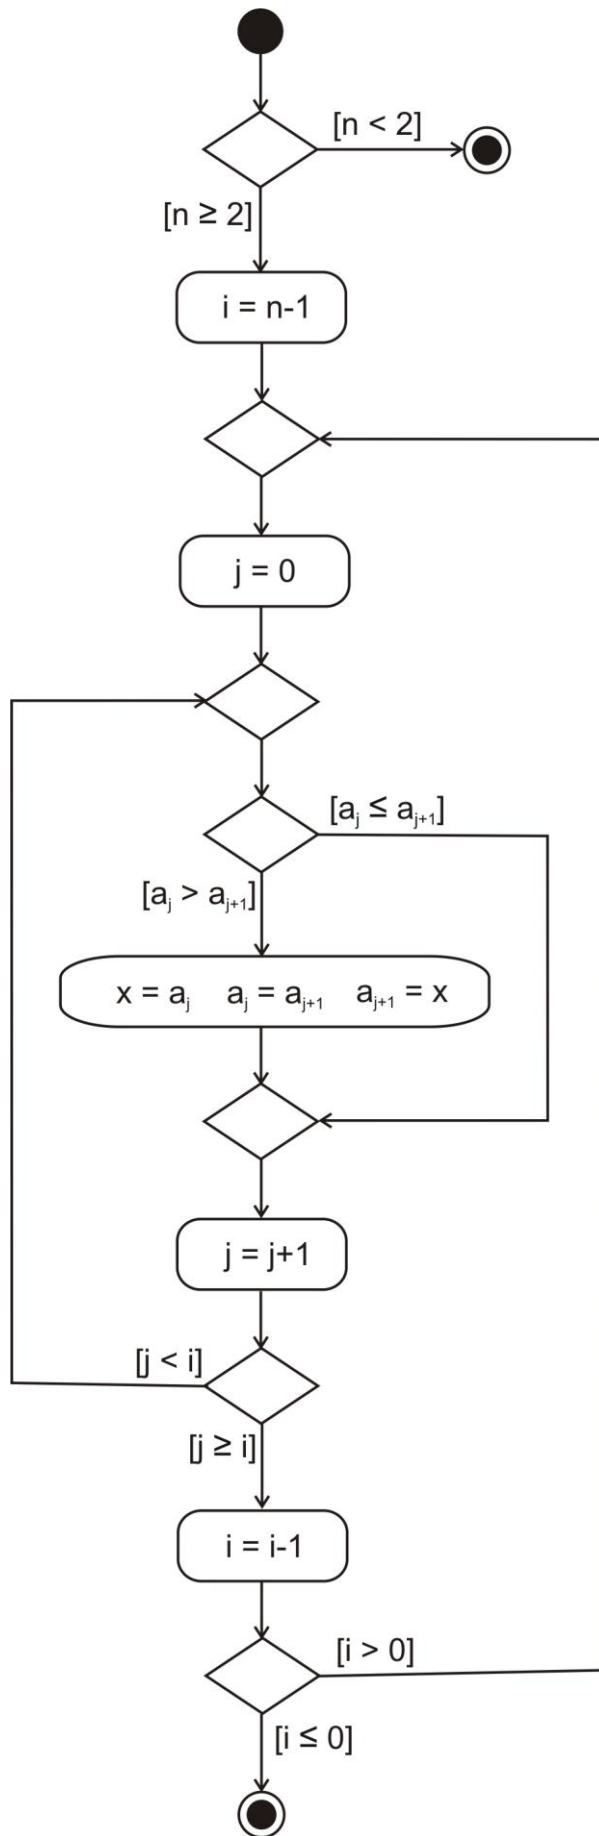 [n < 2]
[n ≥ 2]
i = n-1
j = 0
[aⱼ ≤ aⱼ₊₁]
[aⱼ > aⱼ₊₁]
x = aⱼ aⱼ = aⱼ₊₁ aⱼ₊₁ = x
j = j+1
[j < i]
[j ≥ i]
i = i-1
[i > 0]
[i ≤ 0]